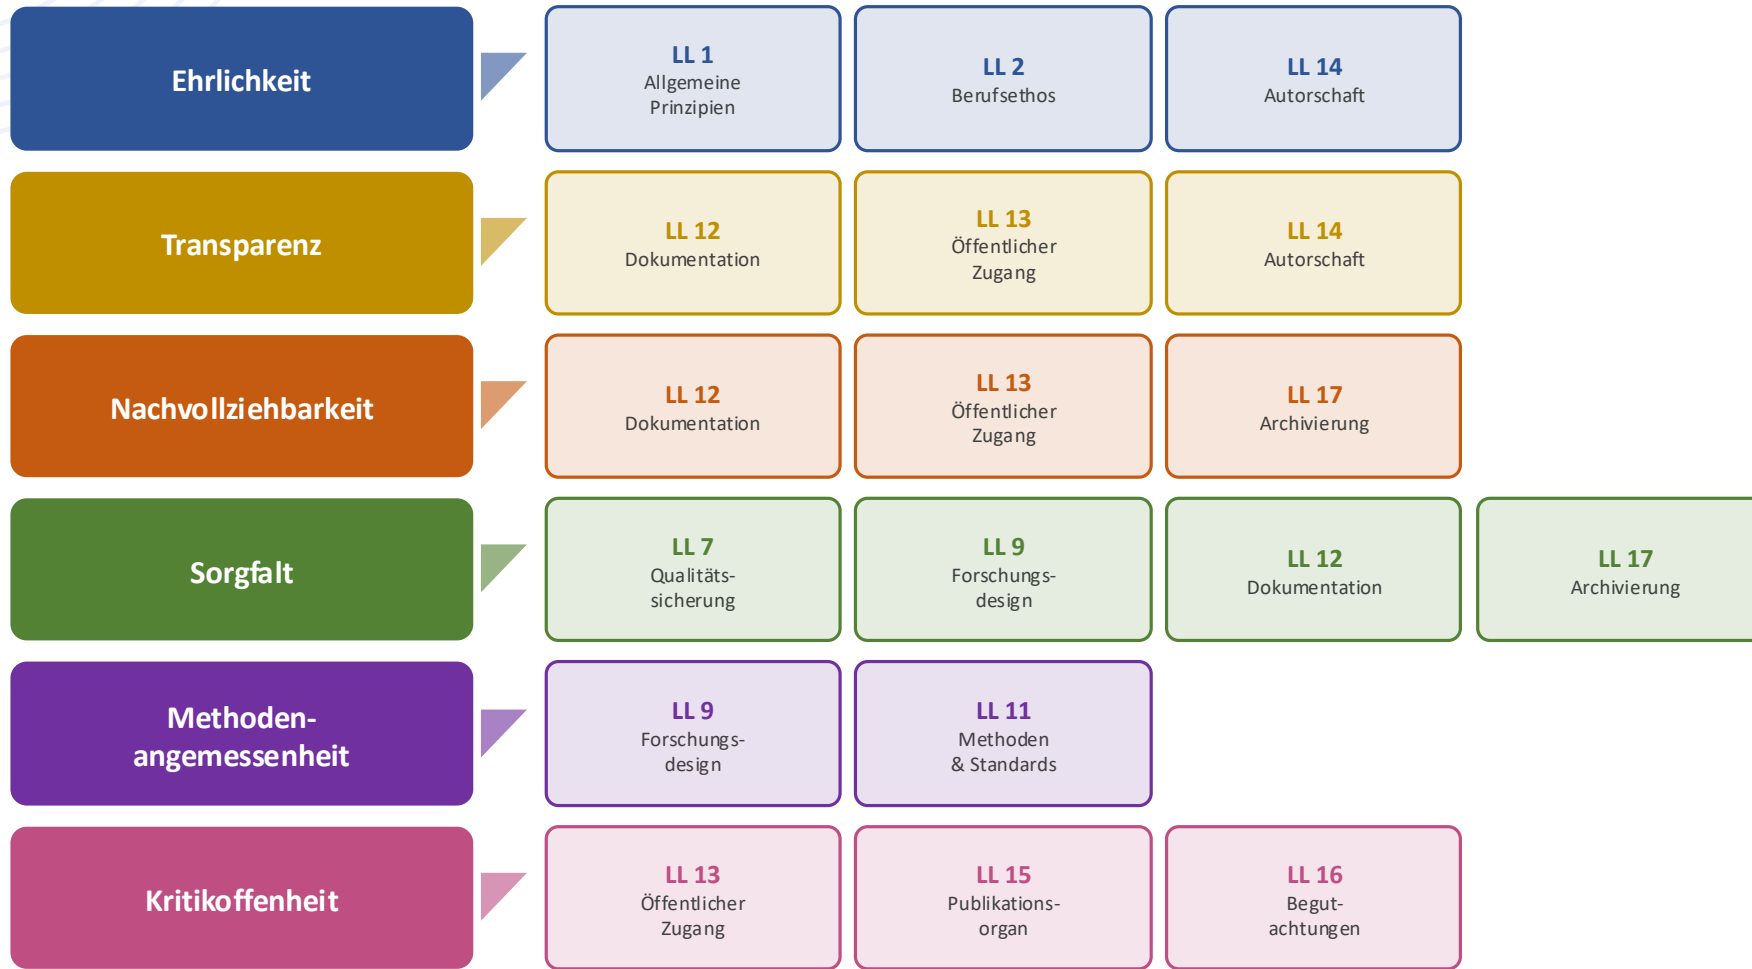 Ehrlichkeit
LL 1
Allgemeine
Prinzipien
LL 2
Berufsethos
LL 14
Autorschaft
Transparenz
LL 12
Dokumentation
LL 13
Öffentlicher
Zugang
LL 14
Autorschaft
Nachvollziehbarkeit
LL 12
Dokumentation
LL 13
Öffentlicher
Zugang
LL 17
Archivierung
Sorgfalt
LL 7
Qualitäts-
sicherung
LL 9
Forschungs-
design
LL 12
Dokumentation
LL 17
Archivierung
Methoden-
angemessenheit
LL 9
Forschungs-
design
LL 11
Methoden
& Standards
Kritikoffenheit
LL 13
Öffentlicher
Zugang
LL 15
Publikations-
organ
LL 16
Begut-
achtungen